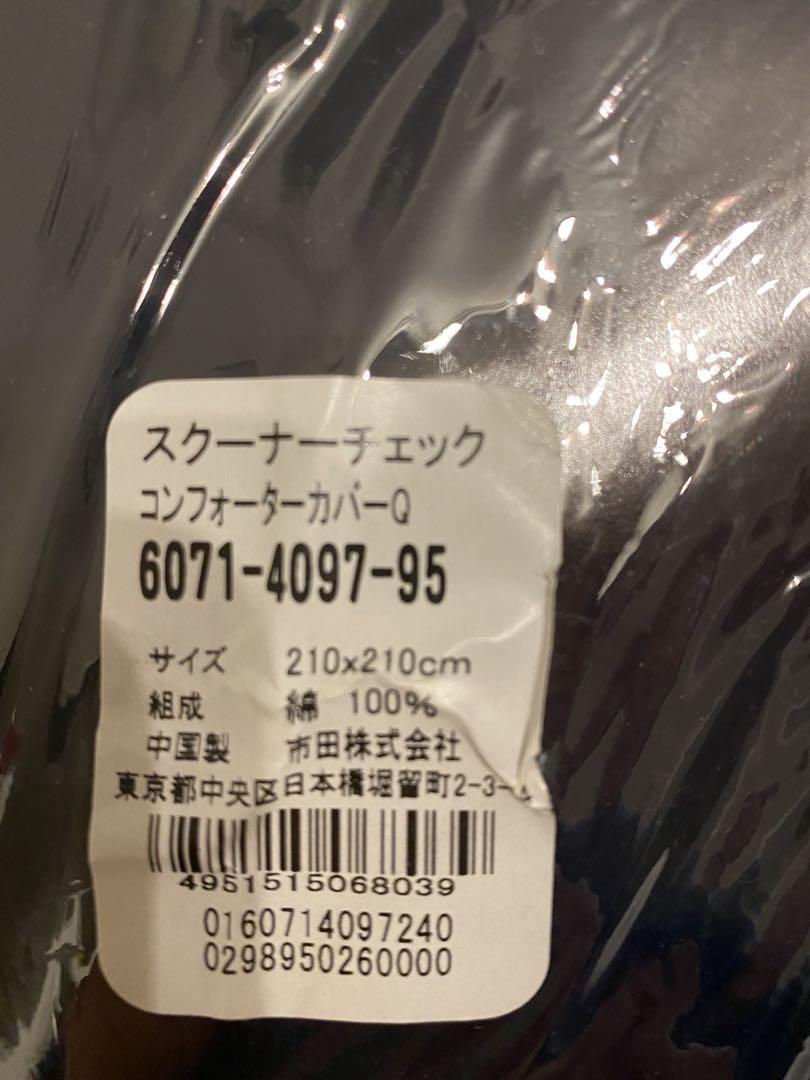 スクーナーチェック
コンフォーターカバーQ
6071-4097-95
サイズ 210x210cm
組成 綿 100%
中国製 市田株式会社
東京都中央区日本橋堀留町2-3-
4951515068039
0160714097240
0298950260000